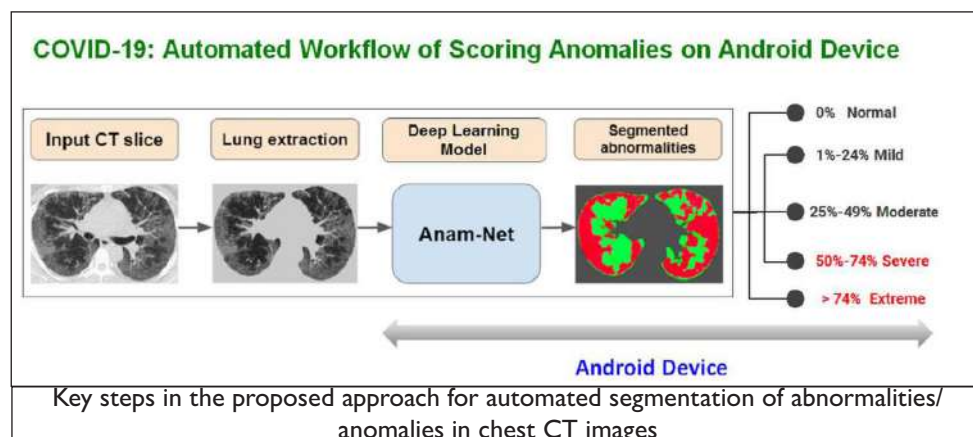 COVID-19: Automated Workflow of Scoring Anomalies on Android Device
Input CT slice
Lung extraction
Deep Learning
Model
Segmented
abnormalities
Anam-Net
0% Normal
1%-24% Mild
25%-49% Moderate
50%-74% Severe
> 74% Extreme
Android Device
Key steps in the proposed approach for automated segmentation of abnormalities/
anomalies in chest CT images